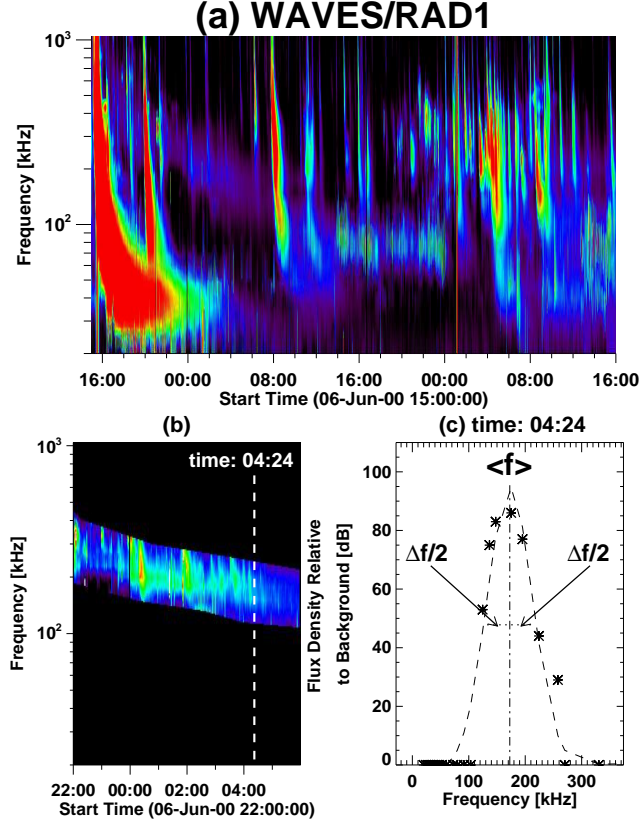 (a) WAVES/RAD1
10³
10²
Frequency [kHz]
16:00 00:00 08:00 16:00 00:00 08:00 16:00
Start Time (06-Jun-00 15:00:00)
(b)
10³
10²
Frequency [kHz]
time: 04:24
22:00 00:00 02:00 04:00
Start Time (06-Jun-00 22:00:00)
(c) time: 04:24
Flux Density Relative
to Background [dB]
100
80
60
40
20
0
<f>
Δf/2 Δf/2
0 100 200 300
Frequency [kHz]